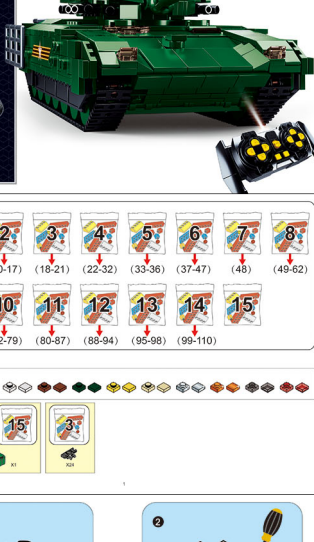 2 3 4 5 6 7 8
0-17) (18-21) (22-32) (33-36) (37-47) (48) (49-62)
10 11 12 13 14 15
2-79) (80-87) (88-94) (95-98) (99-110)
15 3
X1 X24
1
2